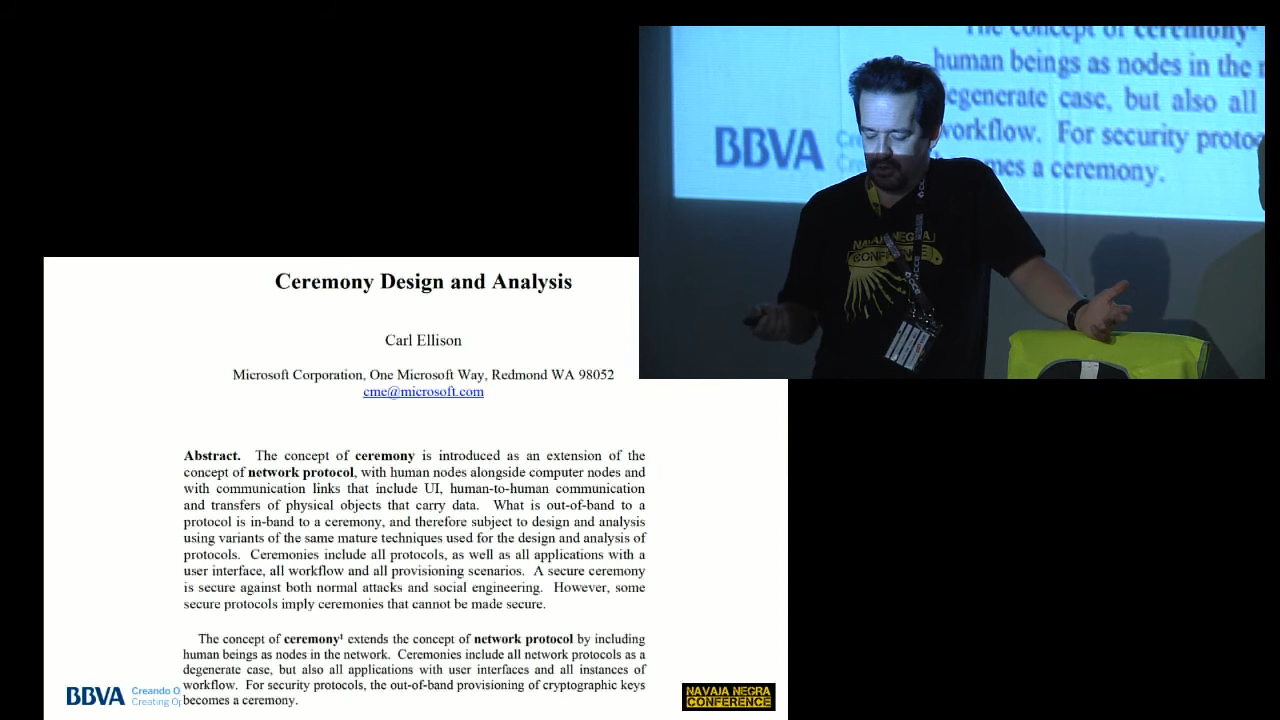 Ceremony Design and Analysis
Carl Ellison
Microsoft Corporation, One Microsoft Way, Redmond WA 98052
cme@microsoft.com
Abstract. The concept of ceremony is introduced as an extension of the
concept of network protocol, with human nodes alongside computer nodes and
with communication links that include UI, human-to-human communication
and transfers of physical objects that carry data. What is out-of-band to a
protocol is in-band to a ceremony, and therefore subject to design and analysis
using variants of the same mature techniques used for the design and analysis of
protocols. Ceremonies include all protocols, as well as all applications with a
user interface, all workflow and all provisioning scenarios. A secure ceremony
is secure against both normal attacks and social engineering. However, some
secure protocols imply ceremonies that cannot be made secure.
The concept of ceremony¹ extends the concept of network protocol by including
human beings as nodes in the network. Ceremonies include all network protocols as a
degenerate case, but also all applications with user interfaces and all instances of
workflow. For security protocols, the out-of-band provisioning of cryptographic keys
becomes a ceremony.
BBVA
Creando O
Creating Op
NAVAJA NEGRA
CONFERENCE
The concept of ceremony¹
human beings as nodes in the
degenerate case, but also all
workflow. For security proto
mes a ceremony.
BBVA
NAVAJA NEGRA
CONFERENCE